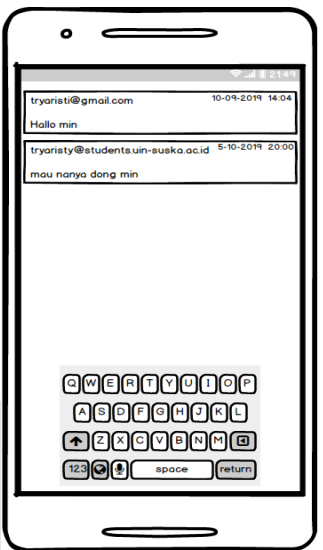 21:49
tryaristi@gmail.com 10-09-2019 14:04
Hallo min
tryaristy@students.uin-suska.ac.id 5-10-2019 20:00
mau nanya dong min
Q W E R T Y U I O P
A S D F G H J K L
Z X C V B N M
123 space return